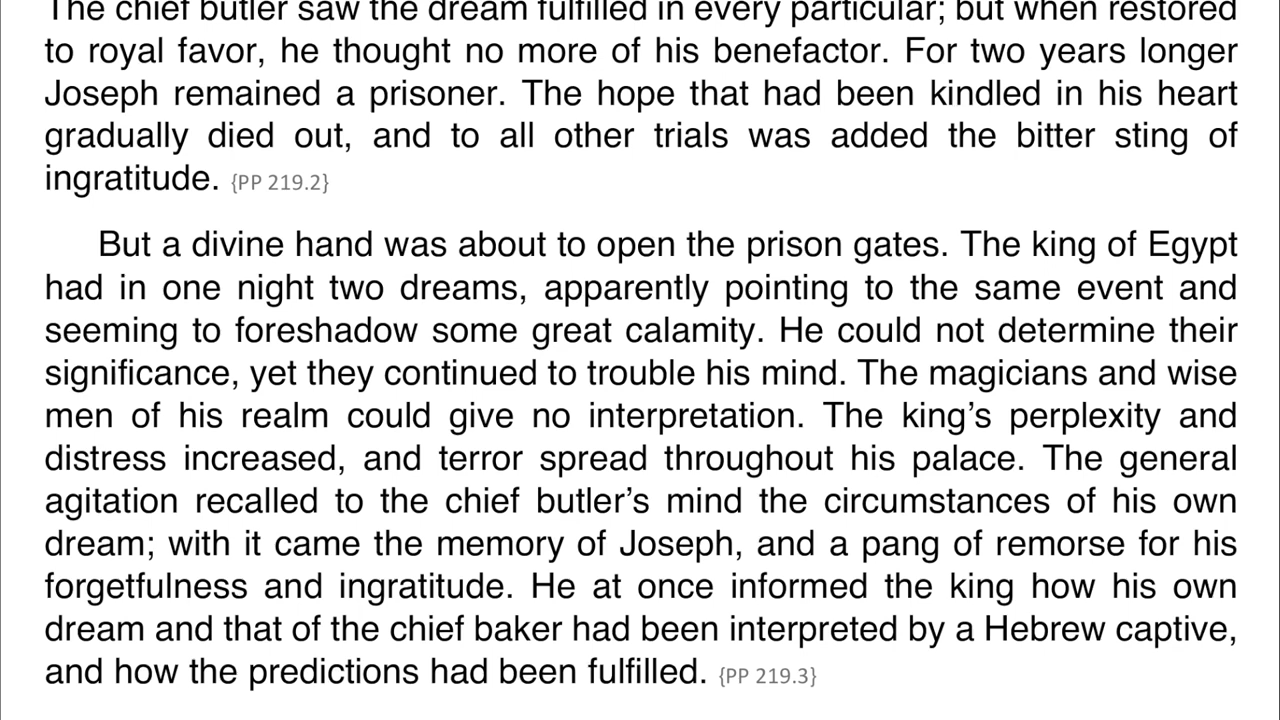 The chief butler saw the dream fulfilled in every particular; but when restored
to royal favor, he thought no more of his benefactor. For two years longer
Joseph remained a prisoner. The hope that had been kindled in his heart
gradually died out, and to all other trials was added the bitter sting of
ingratitude. {PP 219.2}
But a divine hand was about to open the prison gates. The king of Egypt
had in one night two dreams, apparently pointing to the same event and
seeming to foreshadow some great calamity. He could not determine their
significance, yet they continued to trouble his mind. The magicians and wise
men of his realm could give no interpretation. The king’s perplexity and
distress increased, and terror spread throughout his palace. The general
agitation recalled to the chief butler’s mind the circumstances of his own
dream; with it came the memory of Joseph, and a pang of remorse for his
forgetfulness and ingratitude. He at once informed the king how his own
dream and that of the chief baker had been interpreted by a Hebrew captive,
and how the predictions had been fulfilled. {PP 219.3}